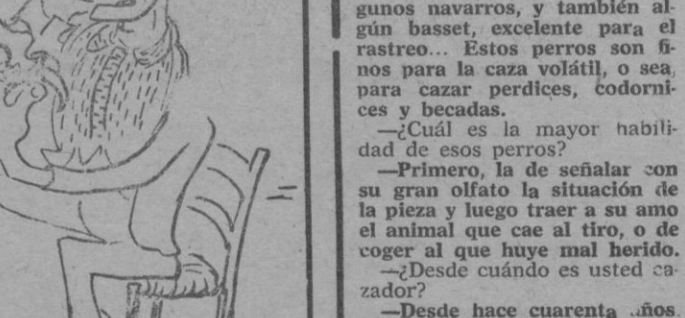 gunos navarros, y también al-
gún basset, excelente para el
rastreo... Estos perros son fi-
nos para la caza volátil, o sea,
para cazar perdices, codorni-
ces y becadas.
—¿Cuál es la mayor habili-
dad de esos perros?
—Primero, la de señalar con
su gran olfato la situación de
la pieza y luego traer a su amo
el animal que cae al tiro, o de
coger al que huye mal herido.
—¿Desde cuándo es usted ca-
zador?
—Desde hace cuarenta años.